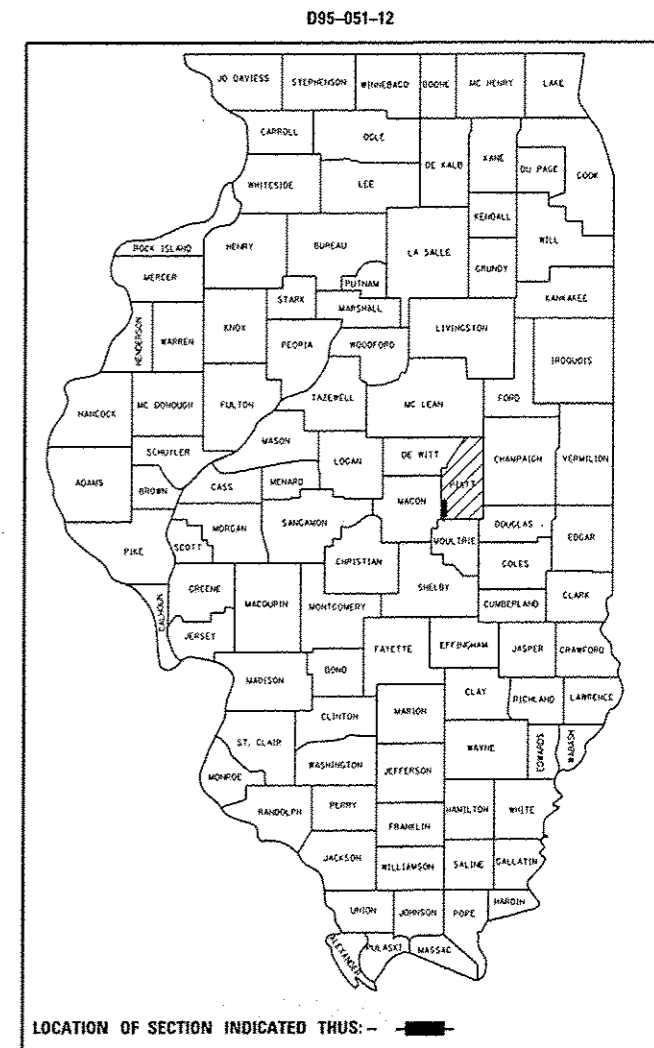 D95-051-12
JO DAVIESS STEPHENSON WINNEBAGO BOONE MC HENRY LAKE
CARROLL OGLE DE KALB KANE DU PAGE COOK
WHITESIDE LEE KENDALL WILL
ROCK ISLAND HENRY BUREAU LA SALLE GRUNDY
MERCER PUTNAM KANKAKEE
HENDERSON WARREN KNOX STARK MARSHALL LIVINGSTON
PEORIA WOODFORD IROQUOIS
HANCOCK MC DONOUGH FULTON TAZEWELL MC LEAN FORD
MASON
SCHUYLER LOGAN DE WITT CHAMPAIGN VERMILION
ADAMS BROWN CASS MENARD MACON PIATT
MORGAN SANGAMON DOUGLAS EDGAR
PIKE SCOTT CHRISTIAN MOULTRIE COLES
CALHOUN GREENE MACOUPIN MONTGOMERY SHELBY CUMBERLAND CLARK
JERSEY FAYETTE EFFINGHAM JASPER CRAWFORD
MADISON BOND CLAY RICHLAND LAWRENCE
CLINTON MARION
ST. CLAIR WAYNE EDWARDS WABASH
MONROE WASHINGTON JEFFERSON
RANDOLPH PERRY HAMILTON WHITE
FRANKLIN
JACKSON WILLIAMSON SALINE GALLATIN
UNION JOHNSON POPE HARDIN
ALEXANDER PULASKI MASSAC
LOCATION OF SECTION INDICATED THUS: -